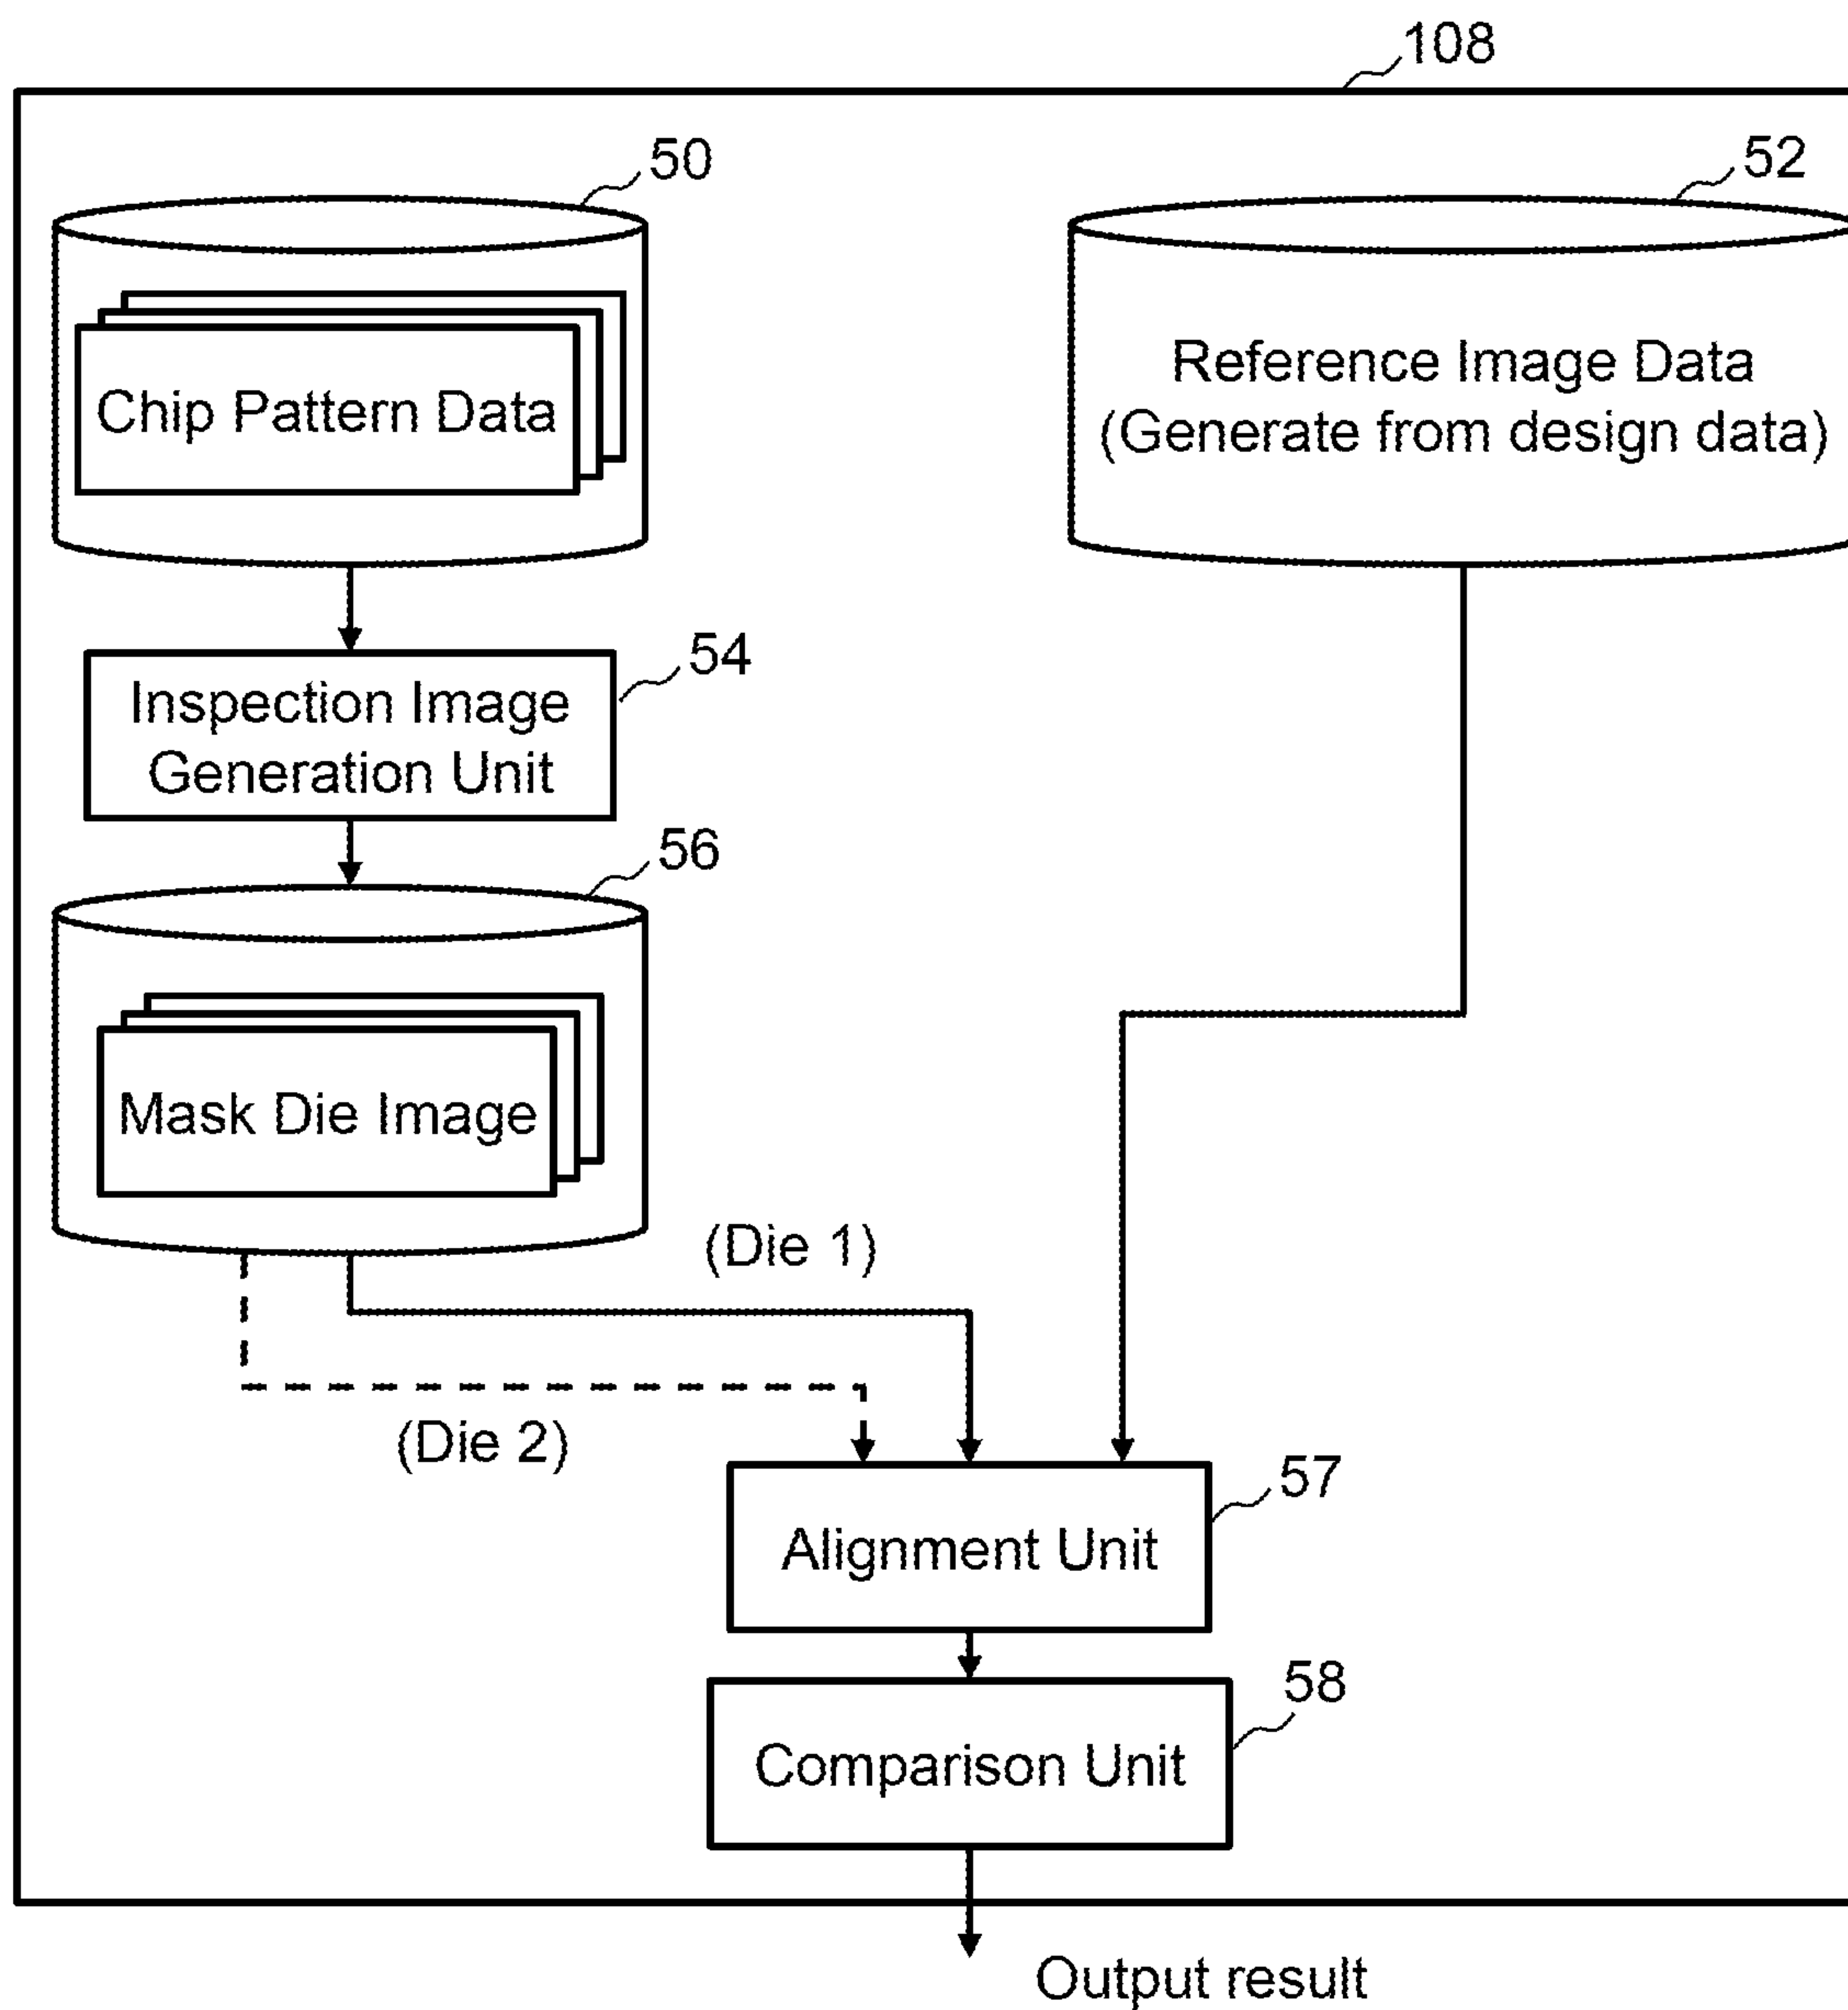 108
50
52
Chip Pattern Data
Reference Image Data
(Generate from design data)
54
Inspection Image
Generation Unit
56
Mask Die Image
(Die 1)
(Die 2)
57
Alignment Unit
58
Comparison Unit
Output result